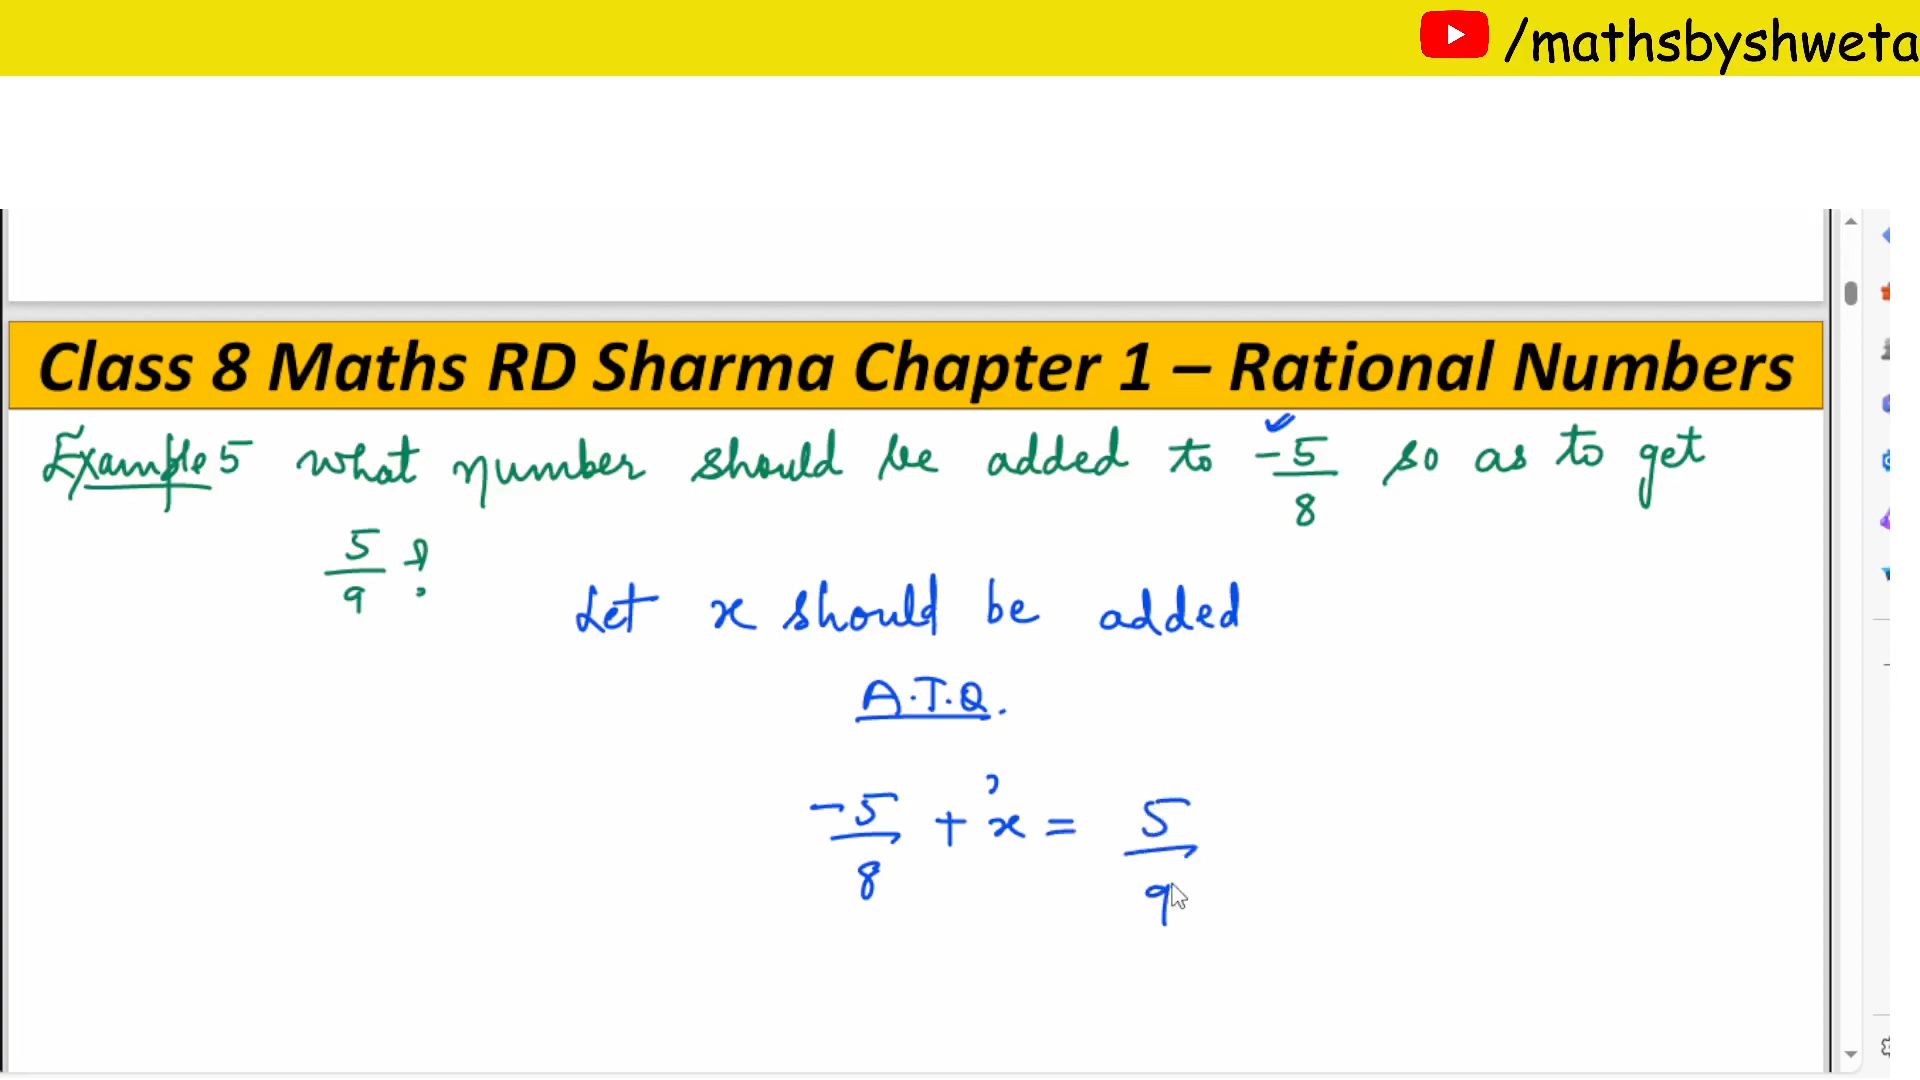 /mathsbyshweta
Class 8 Maths RD Sharma Chapter 1 – Rational Numbers
Example 5 what number should be added to -5/8 so as to get
5/9 ?
Let x should be added
A.T.Q.
-5/8 + x = 5/9